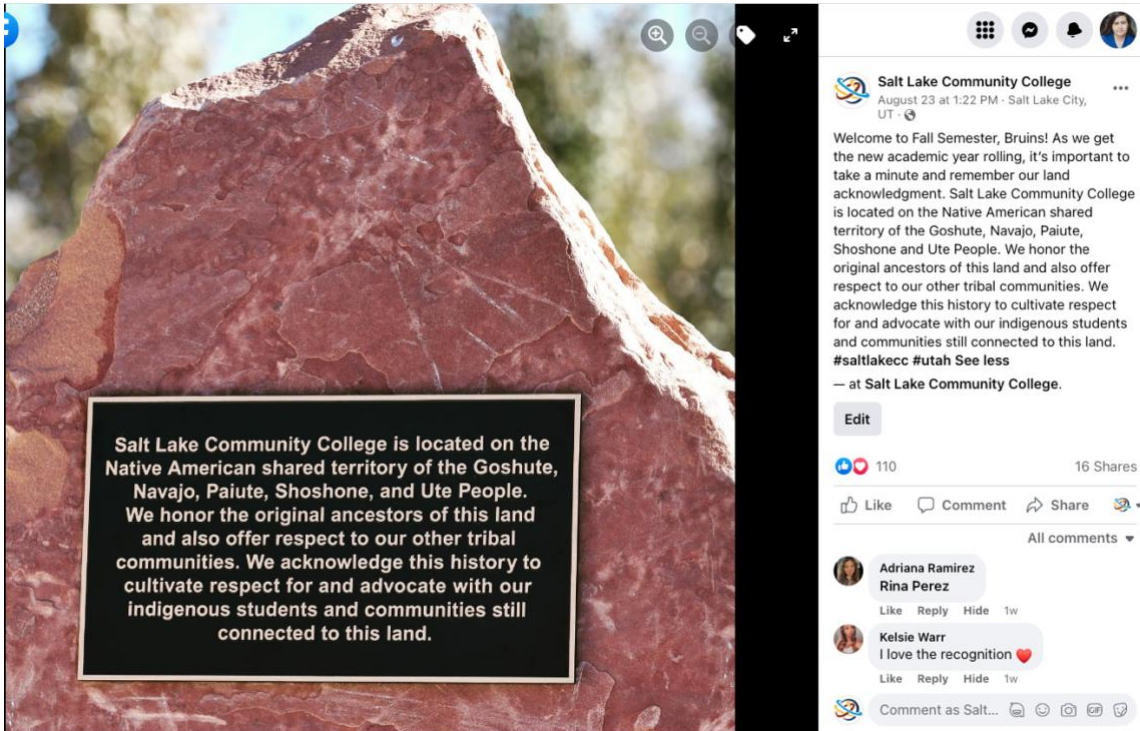 Salt Lake Community College is located on the
Native American shared territory of the Goshute,
Navajo, Paiute, Shoshone, and Ute People.
We honor the original ancestors of this land
and also offer respect to our other tribal
communities. We acknowledge this history to
cultivate respect for and advocate with our
indigenous students and communities still
connected to this land.
Salt Lake Community College
August 23 at 1:22 PM · Salt Lake City,
UT ·
Welcome to Fall Semester, Bruins! As we get
the new academic year rolling, it's important to
take a minute and remember our land
acknowledgment. Salt Lake Community College
is located on the Native American shared
territory of the Goshute, Navajo, Paiute,
Shoshone and Ute People. We honor the
original ancestors of this land and also offer
respect to our other tribal communities. We
acknowledge this history to cultivate respect
for and advocate with our indigenous students
and communities still connected to this land.
#saltlakecc #utah See less
— at Salt Lake Community College.
Edit
110 16 Shares
Like Comment Share
All comments
Adriana Ramirez
Rina Perez
Like Reply Hide 1w
Kelsie Warr
I love the recognition ❤️
Like Reply Hide 1w
Comment as Salt... GIF